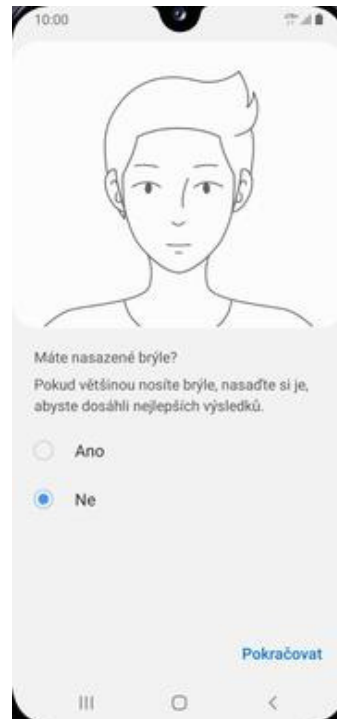 10:00
Máte nasazené brýle?
Pokud většinou nosíte brýle, nasaďte si je,
abyste dosáhli nejlepších výsledků.
Ano
Ne
Pokračovat